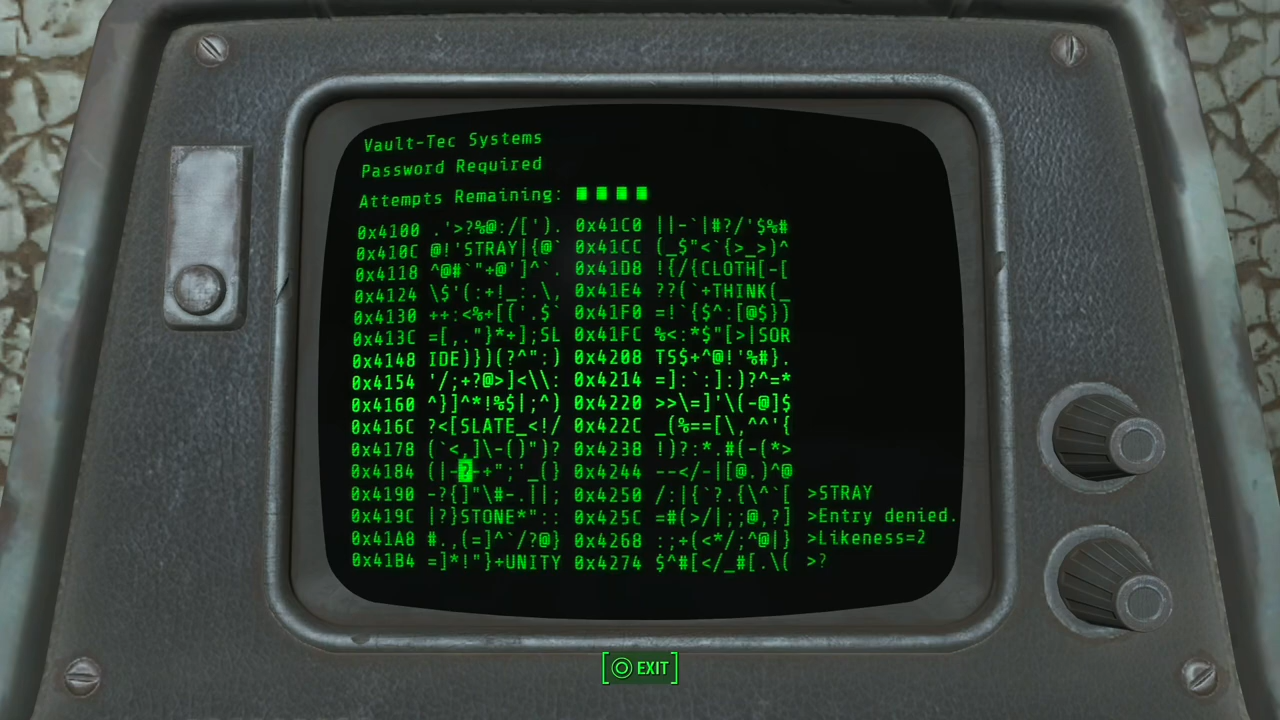 Vault-Tec Systems
Password Required
Attempts Remaining: ■ ■ ■ ■
0x4100 .'>?%@:/['). 0x41C0 ||-`|#?/'$%#
0x410C @!'STRAY|{@` 0x41CC (_$"<`{>_>)^
0x4118 ^@#`"+@']^`. 0x41D8 !{/{CLOTH[-[
0x4124 \$'(:+!_:.\, 0x41E4 ??(`+THINK(_
0x4130 ++:<%+[('.$` 0x41F0 =!`{$^:[@$})
0x413C =[,."}*+];SL 0x41FC %<:*$"[>|SOR
0x4148 IDE)})(?^":) 0x4208 TS$+^@!'%#}.
0x4154 '/;+?@>]<\\: 0x4214 =]:`:]:)?^=*
0x4160 ^}]^*!%$|;^) 0x4220 >>\=]'\(-@]$
0x416C ?<[SLATE_<!/ 0x422C _(%==[\,^^'{
0x4178 (`<,]\-()")? 0x4238 !)?:*.#(-(*>
0x4184 (|-?-+";'_(} 0x4244 --</-|[@.)^@
0x4190 -?{]"\#-.||; 0x4250 /:|{`?.{\^`[ >STRAY
0x419C |?}STONE*":: 0x425C =#(>/|;;@,?] >Entry denied.
0x41A8 #.,(=]^`/?@} 0x4268 :;+(<*/;^@|} >Likeness=2
0x41B4 =]*!"}+UNITY 0x4274 $^#[</_#[.\( >?
[ EXIT]